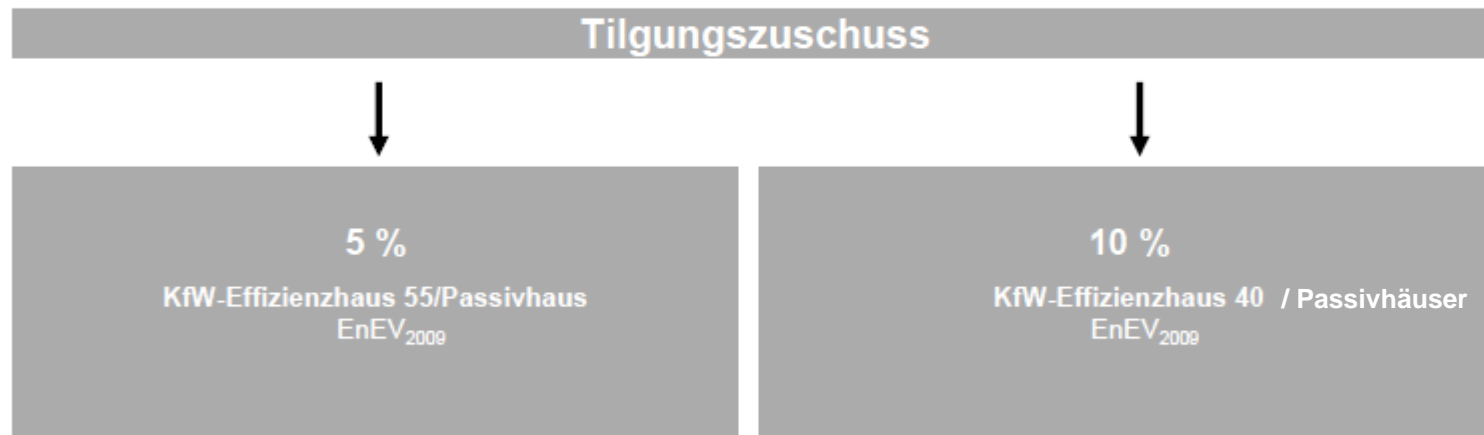 Tilgungszuschuss
5 %
KfW-Effizienzhaus 55/Passivhaus
EnEV2009
10 %
KfW-Effizienzhaus 40 / Passivhäuser
EnEV2009